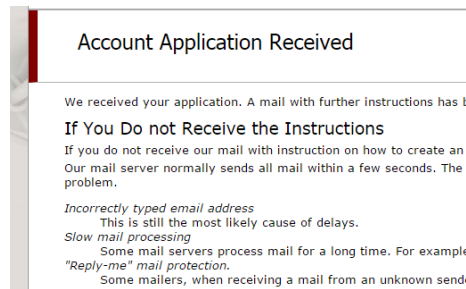 Account Application Received
We received your application. A mail with further instructions has
If You Do not Receive the Instructions
If you do not receive our mail with instruction on how to create an
Our mail server normally sends all mail within a few seconds. The
problem.
Incorrectly typed email address
This is still the most likely cause of delays.
Slow mail processing
Some mail servers process mail for a long time. For example
"Reply-me" mail protection.
Some mailers, when receiving a mail from an unknown